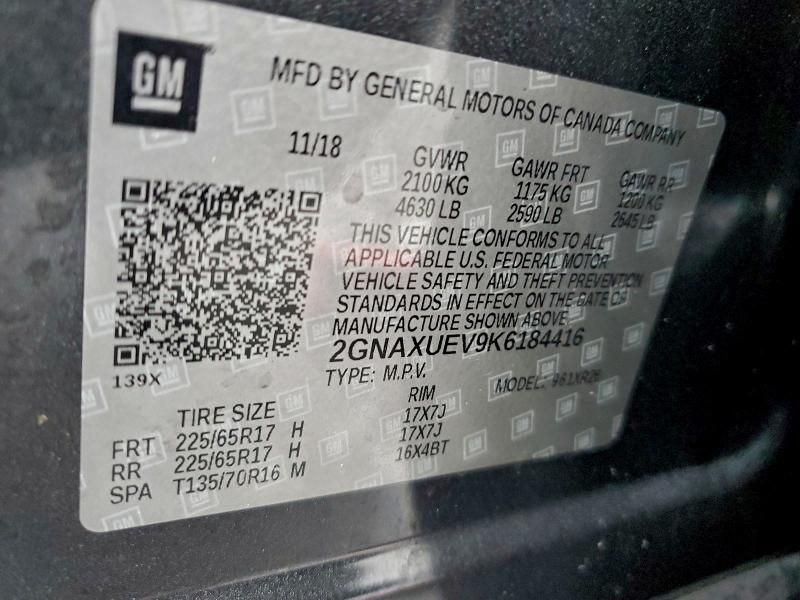 GM
MFD BY GENERAL MOTORS OF CANADA COMPANY
11/18 GVWR GAWR FRT GAWR RR
2100 KG 1175 KG 1200 KG
4630 LB 2590 LB 2645 LB
THIS VEHICLE CONFORMS TO ALL
APPLICABLE U.S. FEDERAL MOTOR
VEHICLE SAFETY AND THEFT PREVENTION
STANDARDS IN EFFECT ON THE DATE OF
MANUFACTURE SHOWN ABOVE
2GNAXUEV9K6184416
139X
TYPE: M.P.V. MODEL:
TIRE SIZE RIM
FRT 225/65R17 H 17X7J
RR 225/65R17 H 17X7J
SPA T135/70R16 M 16X4BT